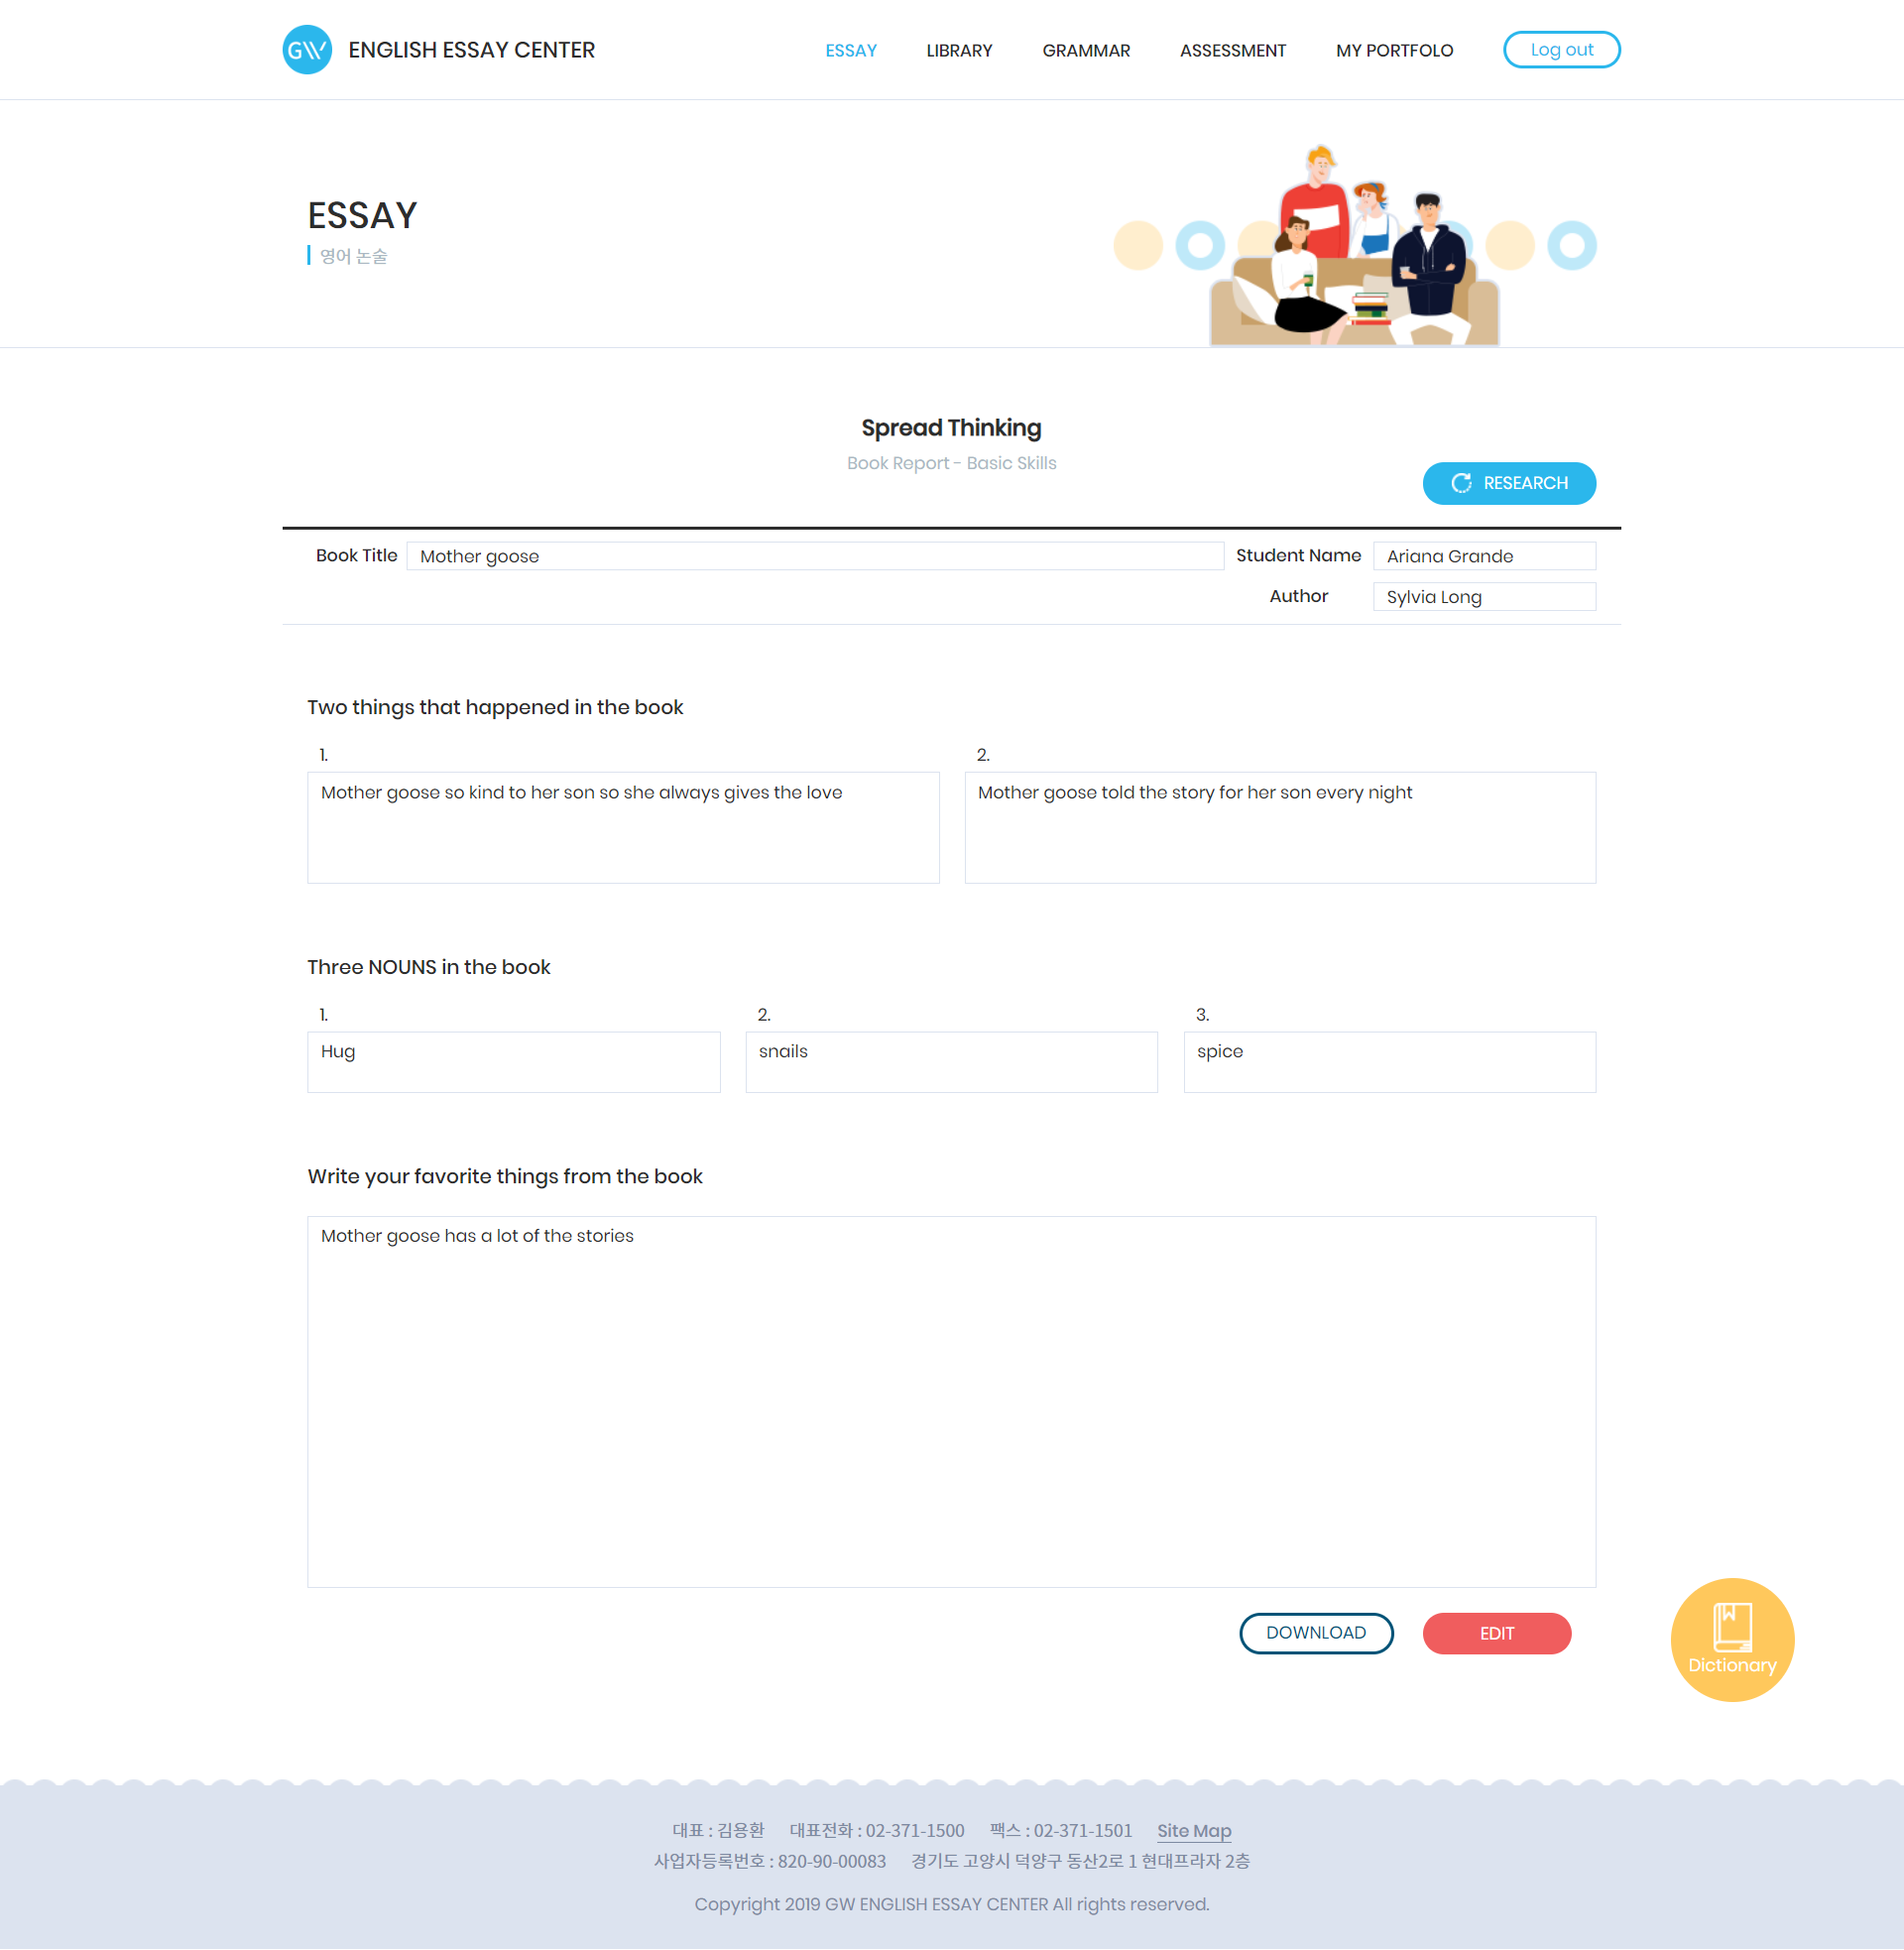 GW ENGLISH ESSAY CENTER ESSAY LIBRARY GRAMMAR ASSESSMENT MY PORTFOLO Log out
ESSAY
영어 논술
Spread Thinking
Book Report - Basic Skills
RESEARCH
Book Title Mother goose Student Name Ariana Grande
Author Sylvia Long
Two things that happened in the book
1. 2.
Mother goose so kind to her son so she always gives the love Mother goose told the story for her son every night
Three NOUNS in the book
1. 2. 3.
Hug snails spice
Write your favorite things from the book
Mother goose has a lot of the stories
DOWNLOAD EDIT
Dictionary
대표 : 김용환 대표전화 : 02-371-1500 팩스 : 02-371-1501 Site Map
사업자등록번호 : 820-90-00083 경기도 고양시 덕양구 동산2로 1 현대프라자 2층
Copyright 2019 GW ENGLISH ESSAY CENTER All rights reserved.